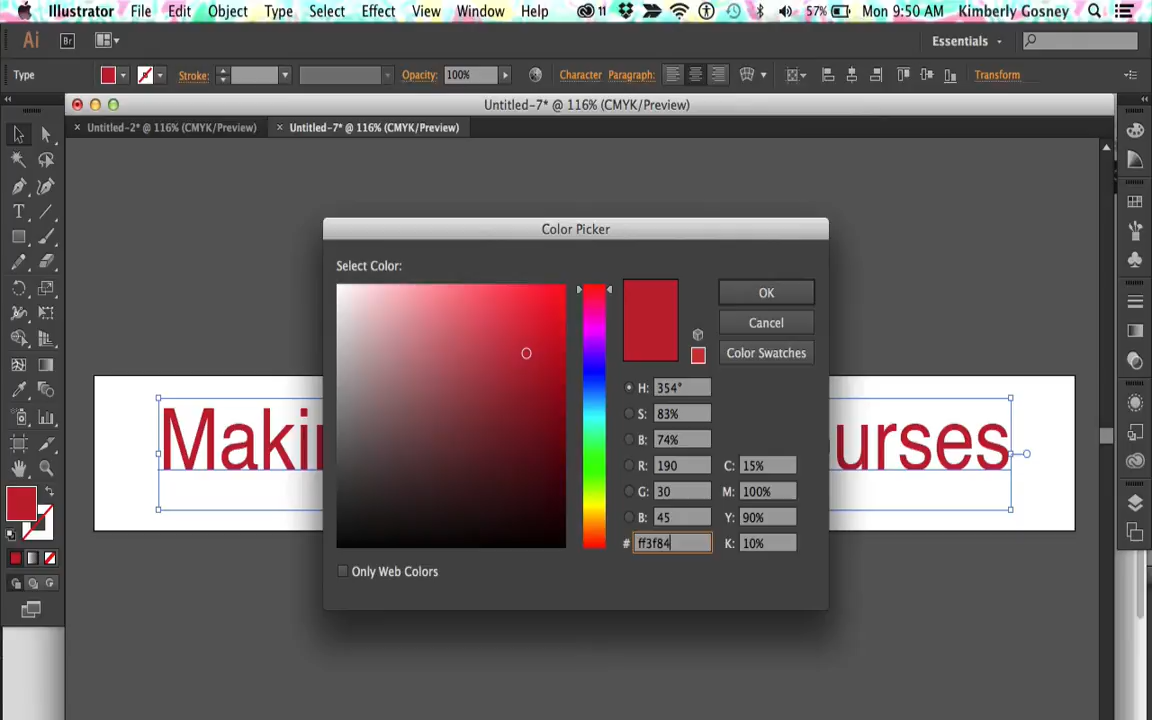 Illustrator File Edit Object Type Select Effect View Window Help 11 57% Mon 9:50 AM Kimberly Gosney
Ai Br Essentials
Type Stroke: Opacity: 100% Character Paragraph: Transform
Untitled-7* @ 116% (CMYK/Preview)
× Untitled-2* @ 116% (CMYK/Preview) × Untitled-7* @ 116% (CMYK/Preview)
Color Picker
Select Color:
OK
Cancel
Color Swatches
H: 354°
S: 83%
B: 74%
R: 190 C: 15%
G: 30 M: 100%
B: 45 Y: 90%
# ff3f84 K: 10%
Only Web Colors
Makin
ourses